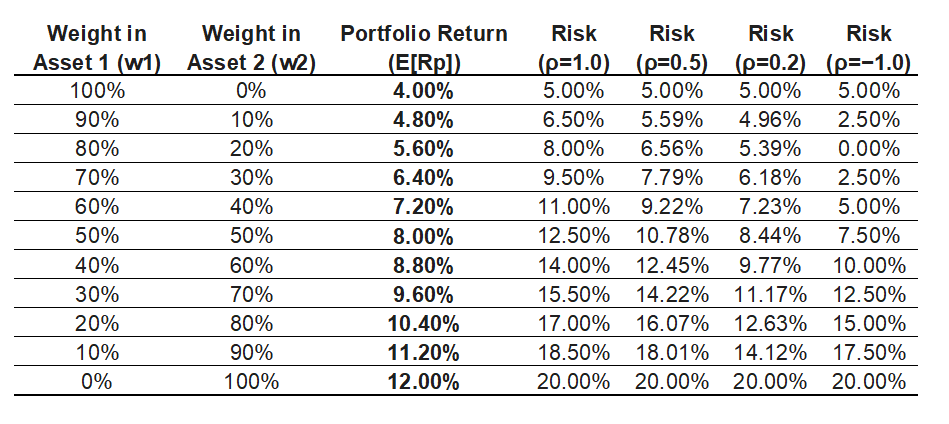 Weight in Weight in Portfolio Return Risk Risk Risk Risk
Asset 1 (w1) Asset 2 (w2) (E[Rp]) (ρ=1.0) (ρ=0.5) (ρ=0.2) (ρ=−1.0)
100% 0% 4.00% 5.00% 5.00% 5.00% 5.00%
90% 10% 4.80% 6.50% 5.59% 4.96% 2.50%
80% 20% 5.60% 8.00% 6.56% 5.39% 0.00%
70% 30% 6.40% 9.50% 7.79% 6.18% 2.50%
60% 40% 7.20% 11.00% 9.22% 7.23% 5.00%
50% 50% 8.00% 12.50% 10.78% 8.44% 7.50%
40% 60% 8.80% 14.00% 12.45% 9.77% 10.00%
30% 70% 9.60% 15.50% 14.22% 11.17% 12.50%
20% 80% 10.40% 17.00% 16.07% 12.63% 15.00%
10% 90% 11.20% 18.50% 18.01% 14.12% 17.50%
0% 100% 12.00% 20.00% 20.00% 20.00% 20.00%